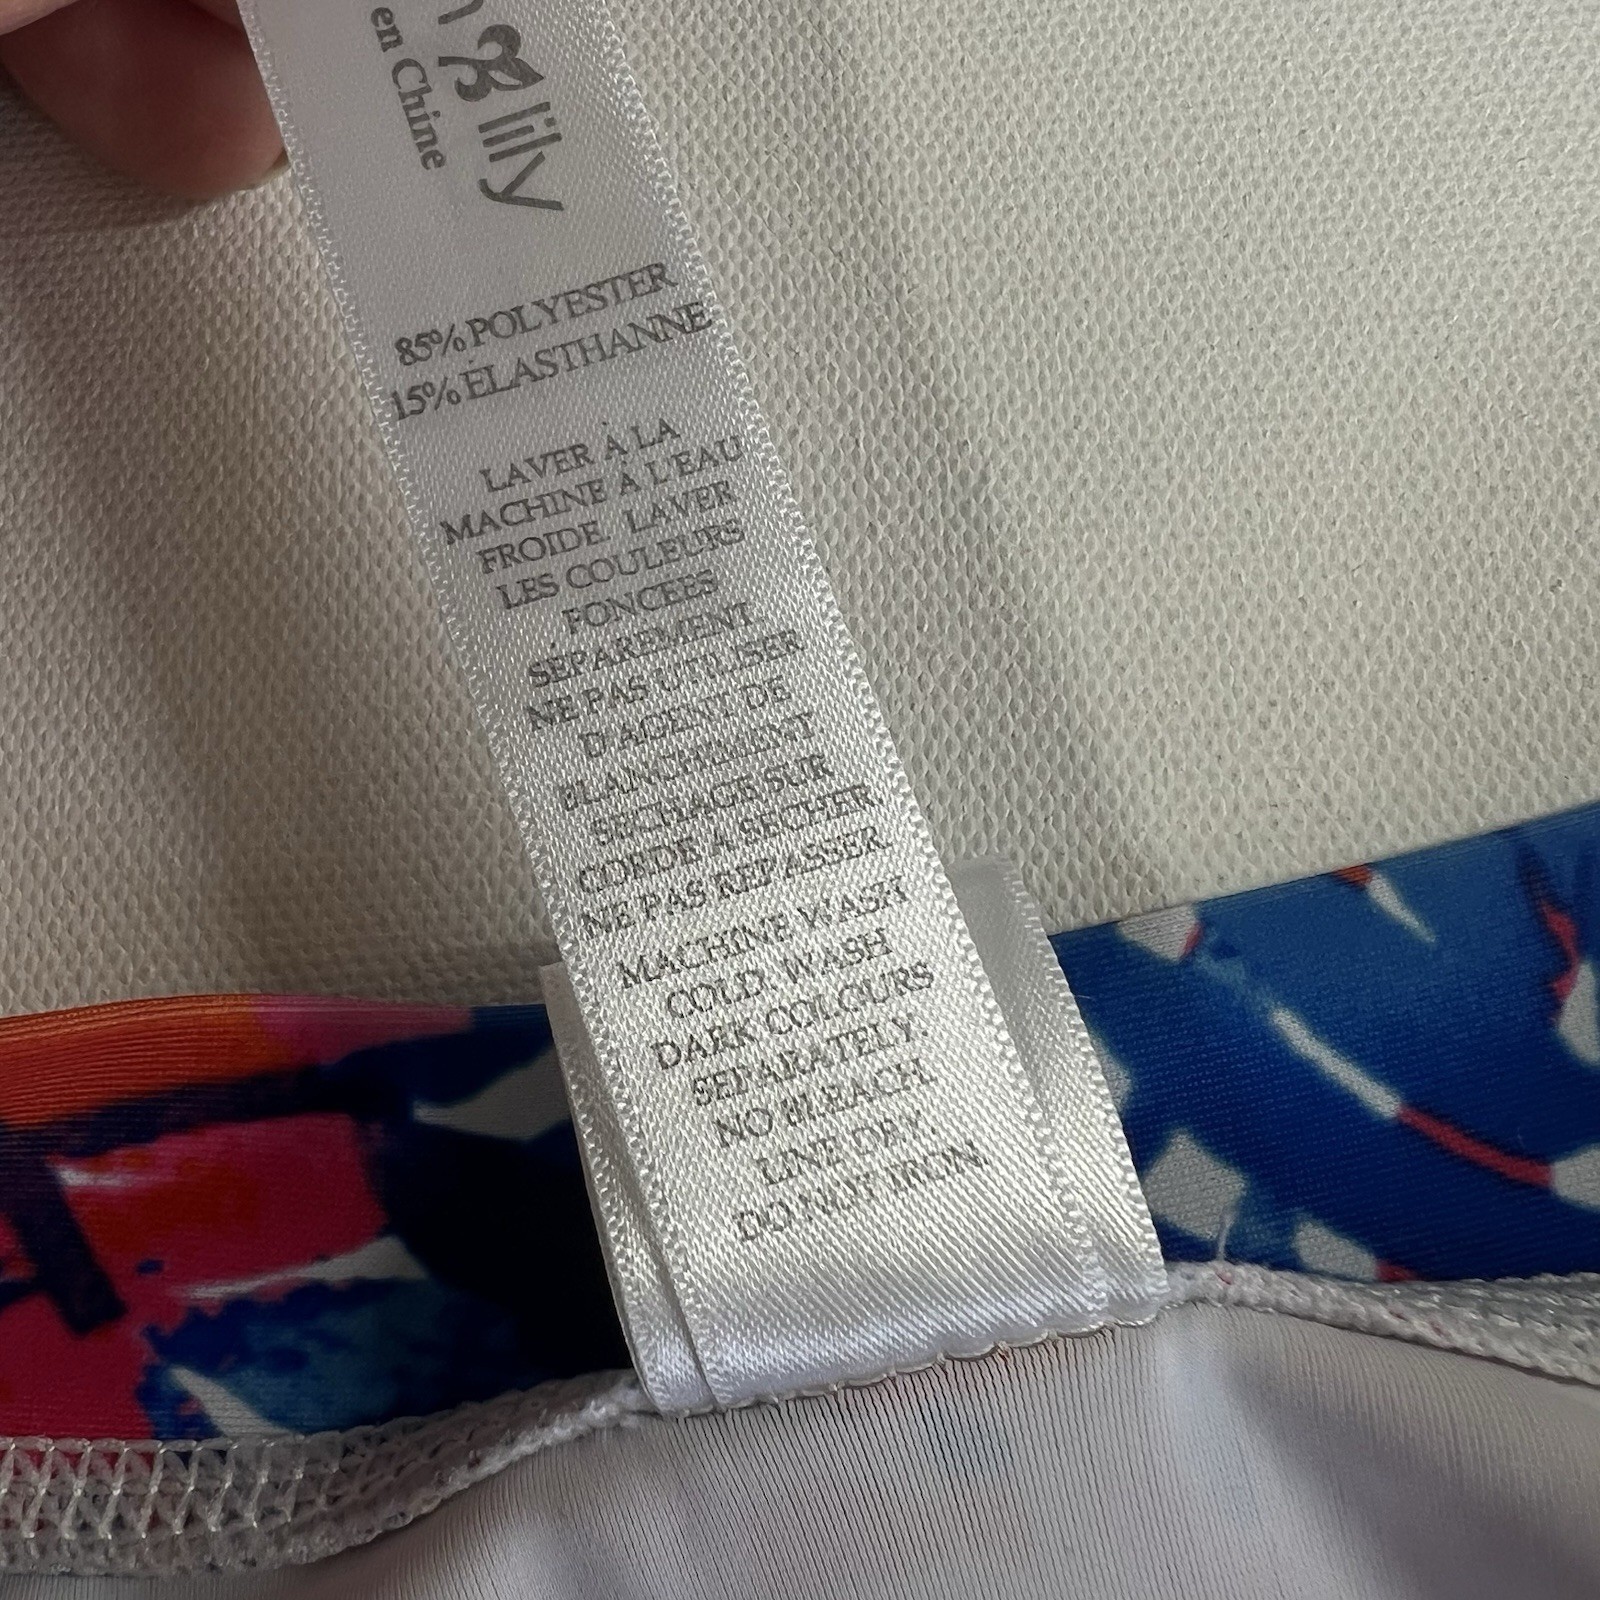 lily
en Chine
85% POLYESTER
15% ÉLASTHANNE
LAVER À LA
MACHINE À L'EAU
FROIDE. LAVER
LES COULEURS
FONCÉES
SÉPARÉMENT
NE PAS UTILISER
D'AGENT DE
BLANCHIMENT
SÉCHAGE SUR
CORDE À SÉCHER
NE PAS REPASSER
MACHINE WASH
COLD. WASH
DARK COLOURS
SEPARATELY.
NO BLEACH.
LINE DRY.
DO NOT IRON.